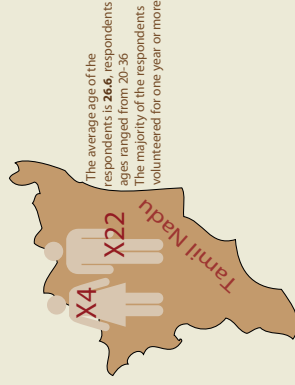 The average age of the
respondents is 26.6, respondents
ages ranged from 20-36
The majority of the respondents
volunteered for one year or more
X4
X22
Tamil Nadu